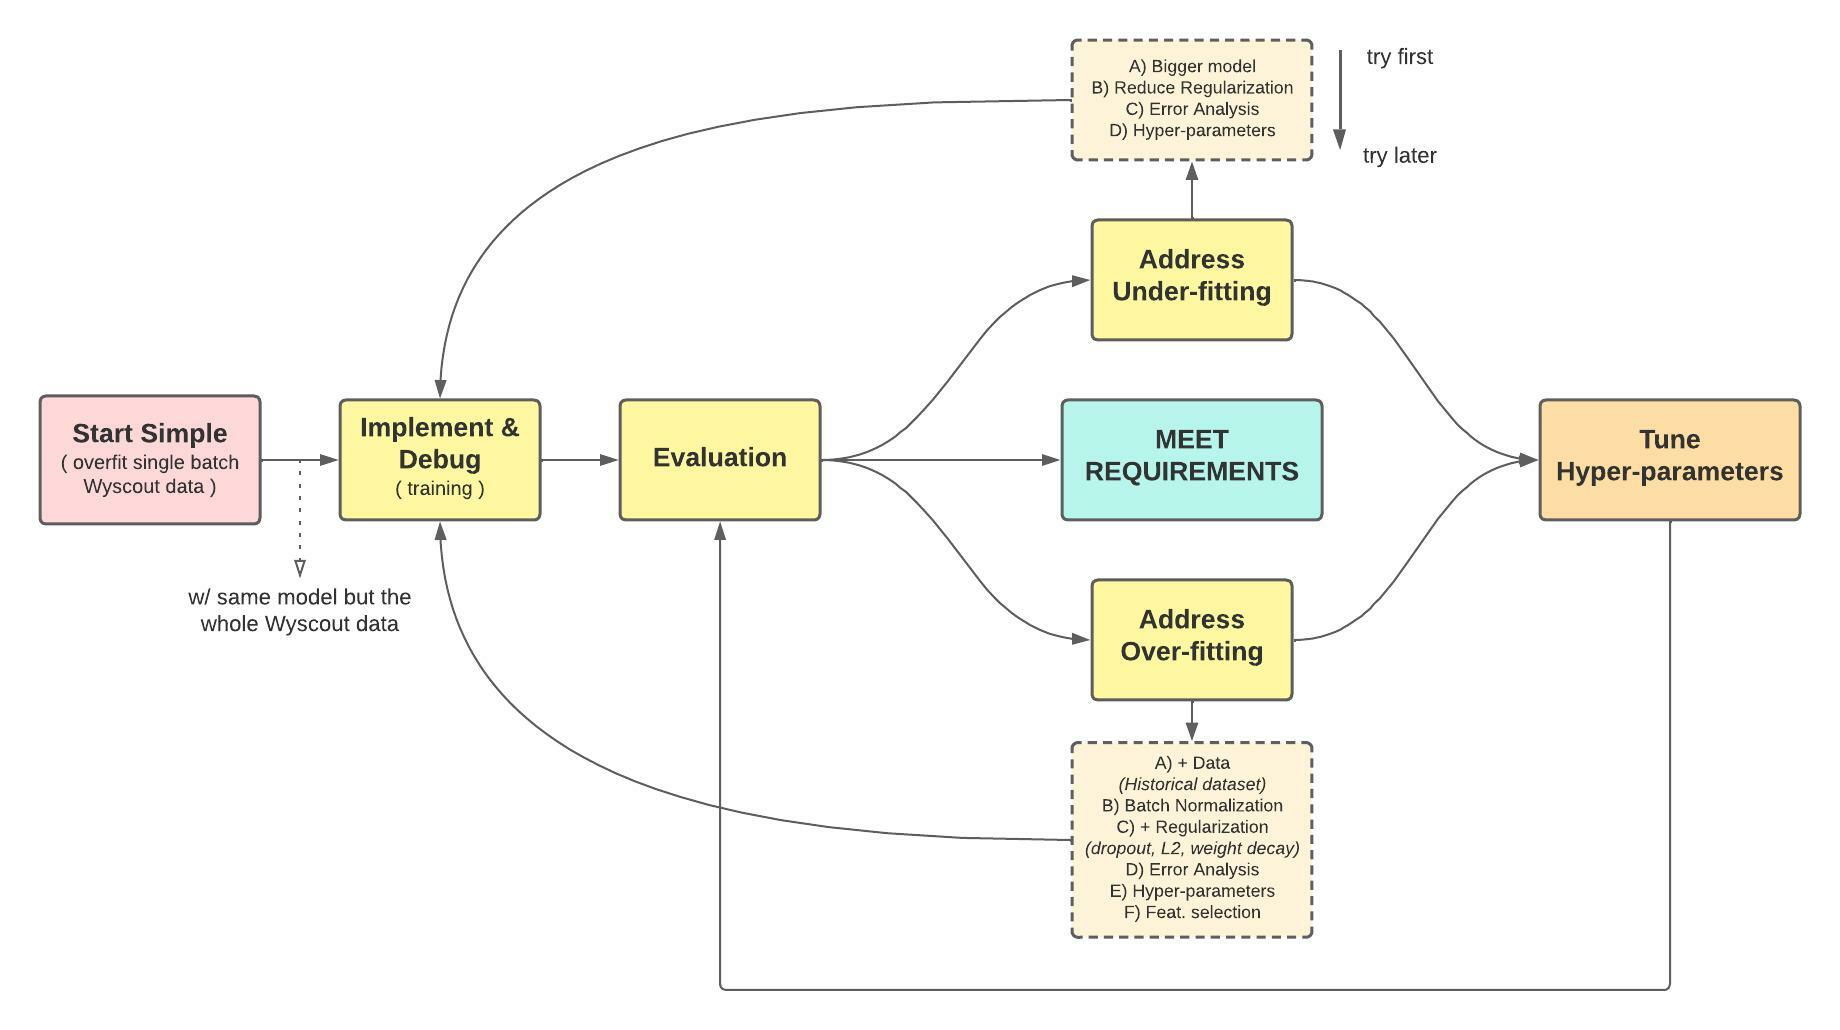 A) Bigger model
B) Reduce Regularization
C) Error Analysis
D) Hyper-parameters
try first
try later
Address
Under-fitting
Start Simple
( overfit single batch
Wyscout data )
Implement &
Debug
( training )
Evaluation
MEET
REQUIREMENTS
Tune
Hyper-parameters
w/ same model but the
whole Wyscout data
Address
Over-fitting
A) + Data
(Historical dataset)
B) Batch Normalization
C) + Regularization
(dropout, L2, weight decay)
D) Error Analysis
E) Hyper-parameters
F) Feat. selection